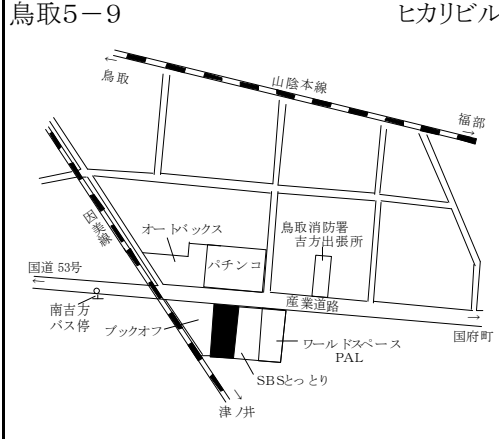 鳥取5－9
ヒカリビル
鳥取
山陰本線
福部
因美線
オートバックス
パチンコ
鳥取消防署
吉方出張所
国道 53号
産業道路
南吉方
バス停
ブックオフ
ワールドスペース
PAL
国府町
SBSとっとり
津ノ井